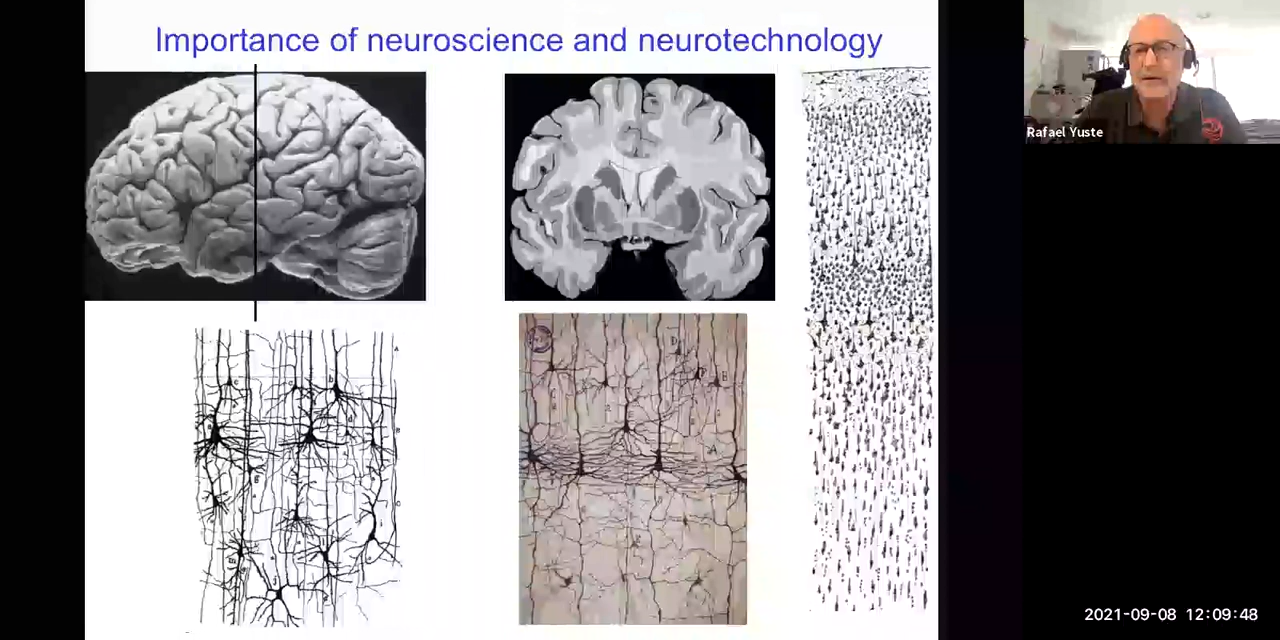 Importance of neuroscience and neurotechnology
Rafael Yuste
2021-09-08 12:09:48